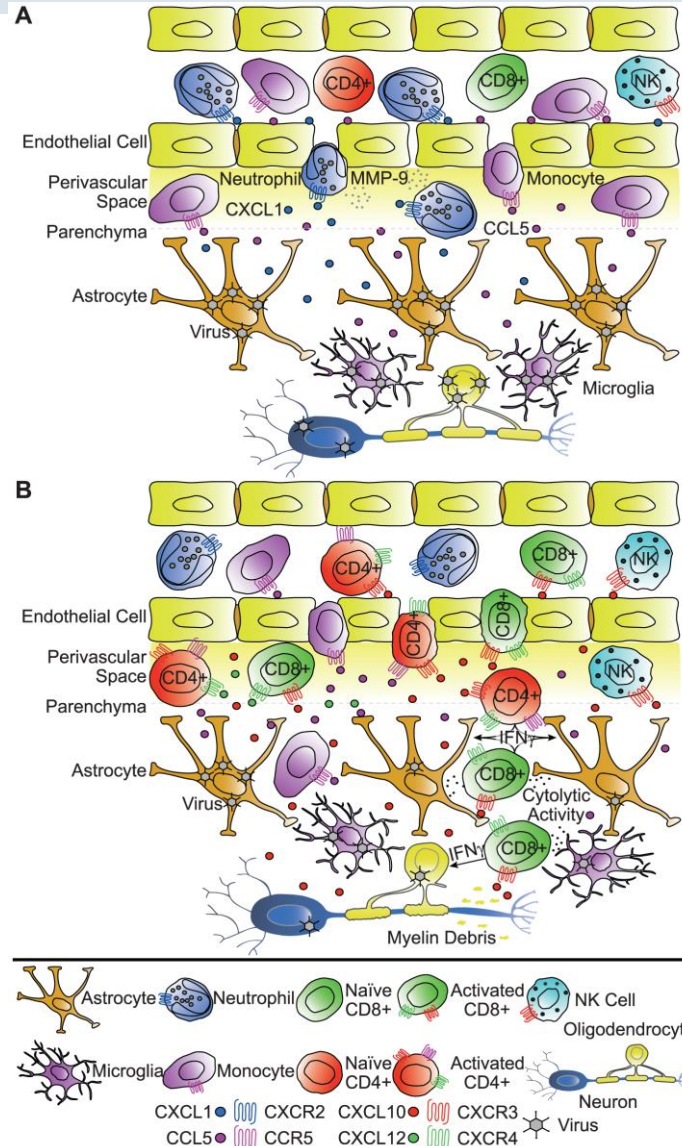 A
CD4+
CD8+
NK
Endothelial Cell
Neutrophil
MMP-9
Monocyte
Perivascular
Space
CXCL1
CCL5
Parenchyma
Astrocyte
Virus
Microglia
B
CD4+
CD8+
NK
Endothelial Cell
CD4+
CD8+
Perivascular
Space
CD4+
CD8+
CD4+
NK
Parenchyma
IFNγ
Astrocyte
CD8+
Virus
Cytolytic
Activity
IFNγ
CD8+
Myelin Debris
Astrocyte
Neutrophil
Naïve
CD8+
Activated
CD8+
NK Cell
Oligodendrocyt
Microglia
Monocyte
Naïve
CD4+
Activated
CD4+
Neuron
CXCL1 CXCR2 CXCL10 CXCR3
CCL5 CCR5 CXCL12 CXCR4
Virus